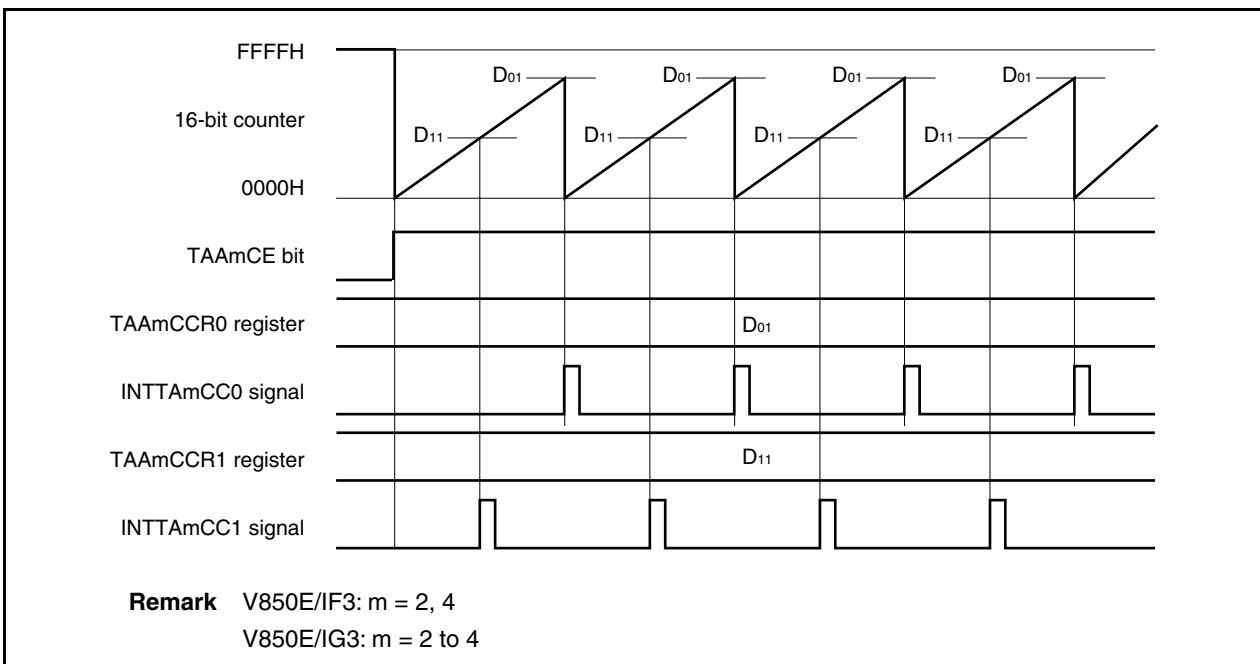 FFFFH
D01 D01 D01 D01
16-bit counter
D11 D11 D11 D11
0000H
TAAmCE bit
TAAmCCR0 register
D01
INTTAmCC0 signal
TAAmCCR1 register
D11
INTTAmCC1 signal
Remark V850E/IF3: m = 2, 4
V850E/IG3: m = 2 to 4